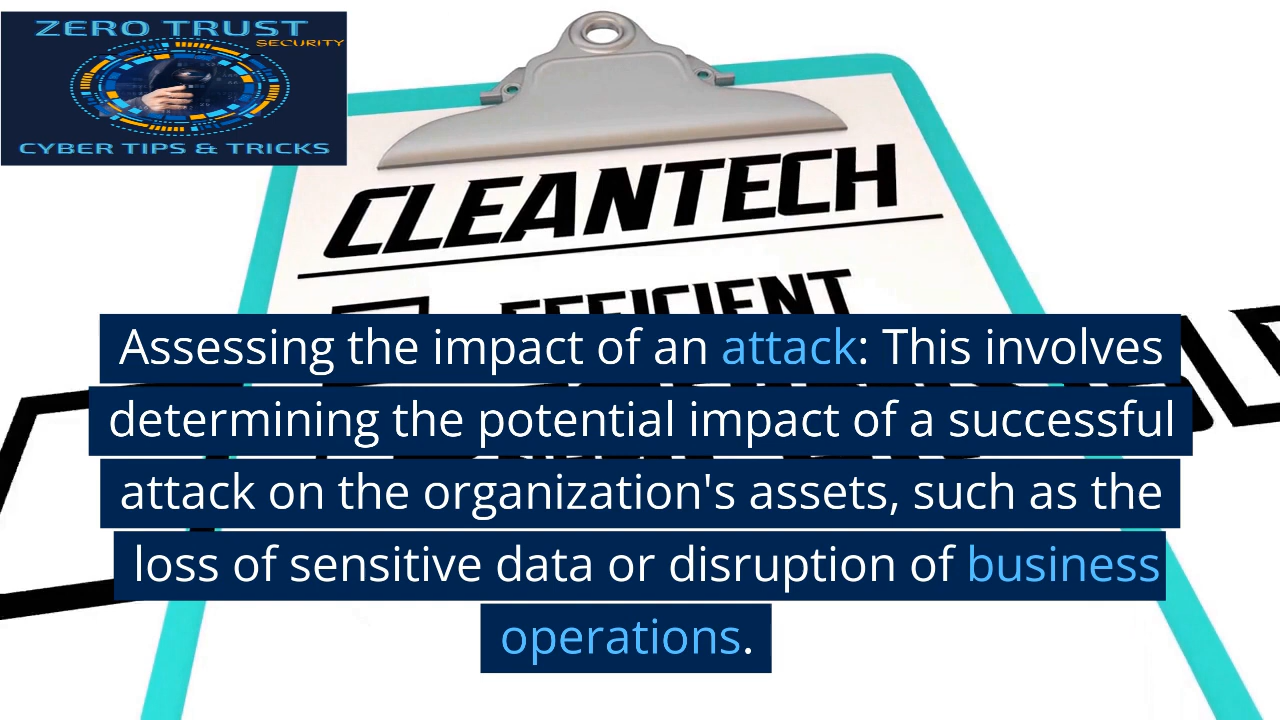 ZERO TRUST
SECURITY
CYBER TIPS & TRICKS
CLEANTECH
EFFICIENT
Assessing the impact of an attack: This involves
determining the potential impact of a successful
attack on the organization's assets, such as the
loss of sensitive data or disruption of business
operations.